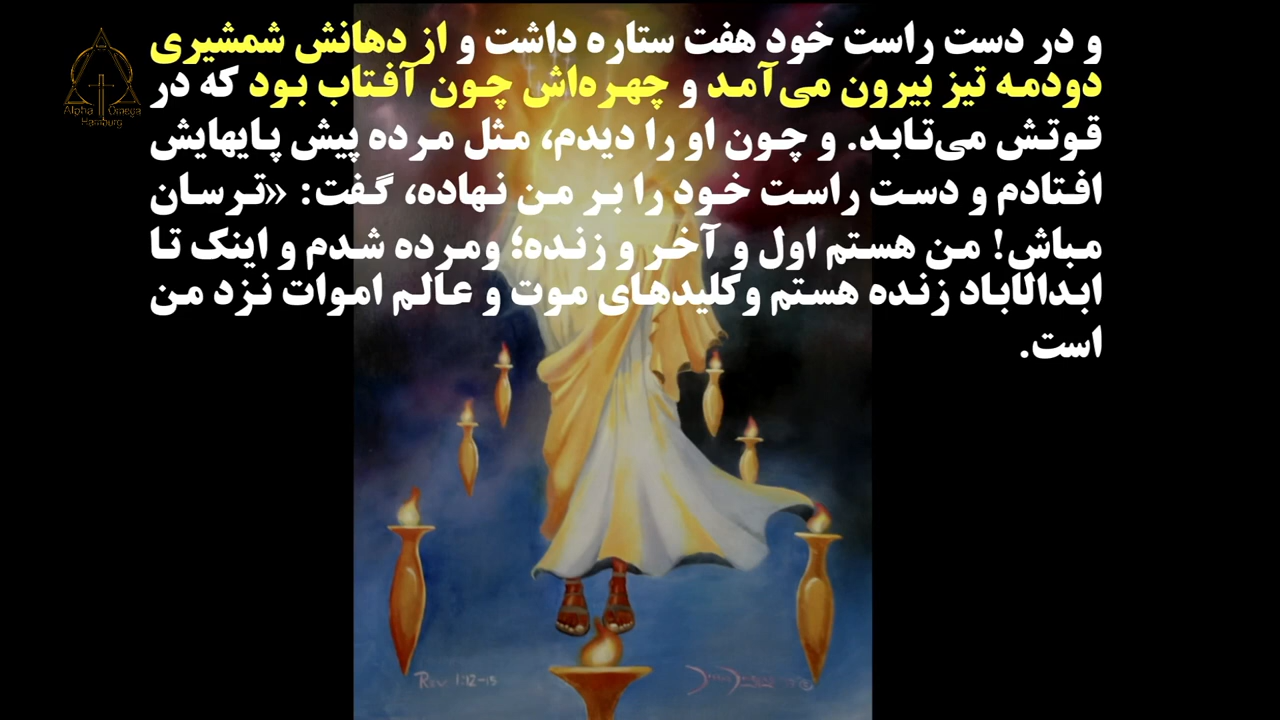 و در دست راست خود هفت ستاره داشت و از دهانش شمشیری
دودمه تیز بیرون می‌آمد و چهره‌اش چون آفتاب بود که در
قوتش می‌تابد. و چون او را دیدم، مثل مرده پیش پایهایش
افتادم و دست راست خود را بر من نهاده، گفت: «ترسان
مباش! من هستم اول و آخر و زنده؛ ومرده شدم و اینک تا
ابدالاباد زنده هستم وکلیدهای موت و عالم اموات نزد من
است.
Alpha Omega
Hamburg
Rev. 1:12-15